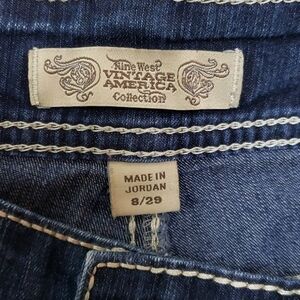 Nine West
VINTAGE
AMERICA
Collection
MADE IN
JORDAN
8/29